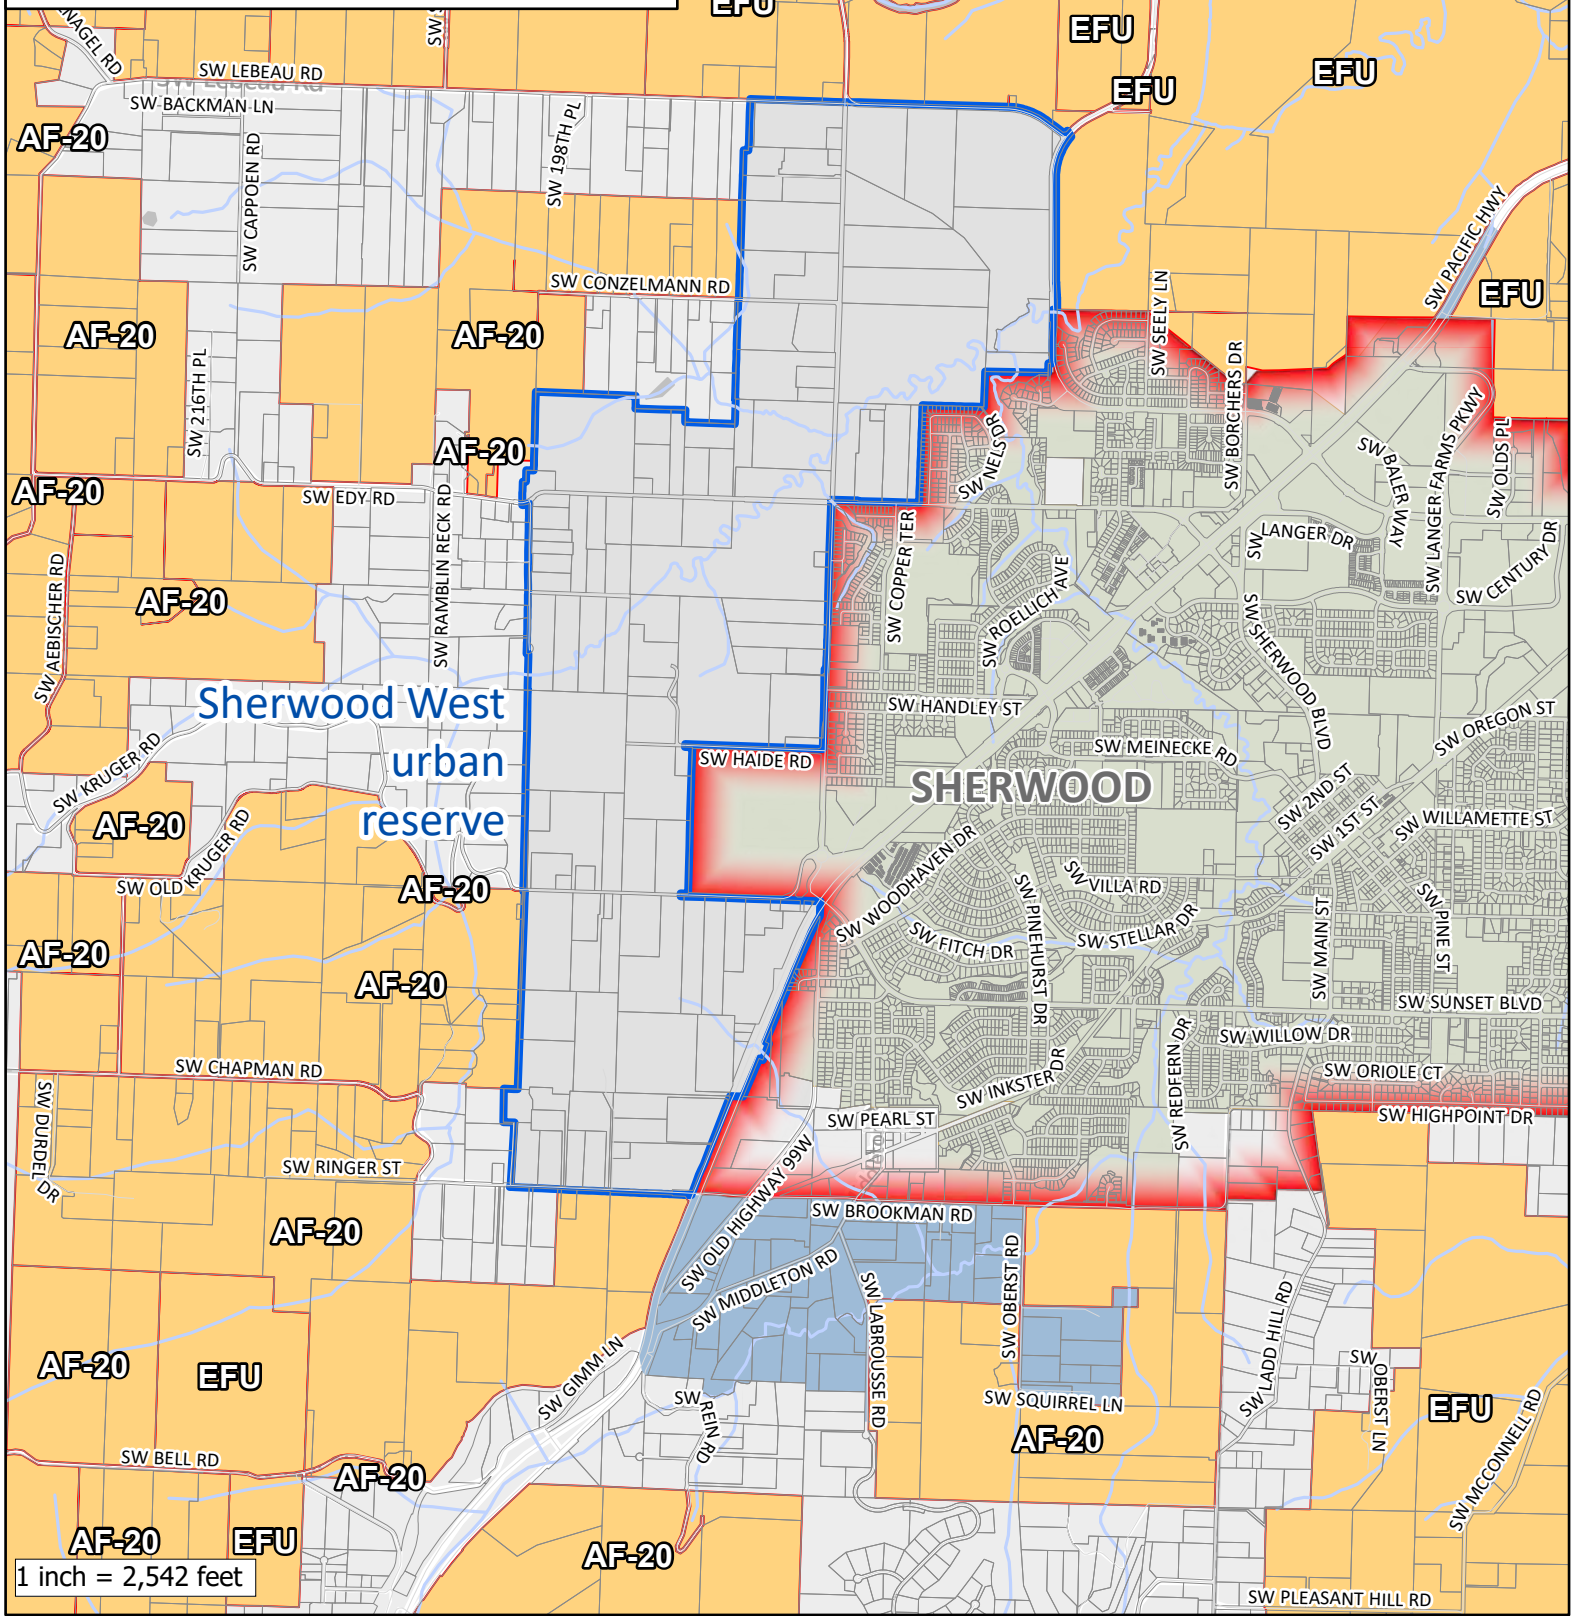 EFU
EFU
NAGEL RD
SW S
SW LEBEAU RD
SW Lebeau Rd
EFU
EFU
SW BACKMAN LN
AF-20
SW 198TH PL
SW CAPPOEN RD
SW PACIFIC HWY
SW CONZELMANN RD
SW SEELY LN
EFU
AF-20
AF-20
SW 216TH PL
SW BORCHERS DR
SW NELS DR
SW LANGER FARMS PKWY
SW OLDS PL
SW BALER WAY
AF-20
AF-20
SW EDY RD
SW RAMBLIN RECK RD
SW COPPER TER
SW LANGER DR
SW CENTURY DR
SW AEBISCHER RD
AF-20
SW ROELLICH AVE
SW SHERWOOD BLVD
Sherwood West
urban
reserve
SW HANDLEY ST
SW OREGON ST
SW MEINECKE RD
SW KRUGER RD
SW HAIDE RD
SHERWOOD
SW 2ND ST
SW 1ST ST
SW WILLAMETTE ST
AF-20
SW OLD KRUGER RD
SW WOODHAVEN DR
SW VILLA RD
AF-20
SW PINEHURST DR
SW PINE ST
SW MAIN ST
SW STELLAR DR
SW FITCH DR
AF-20
AF-20
SW SUNSET BLVD
SW WILLOW DR
SW REDFERN DR
SW CHAPMAN RD
SW INKSTER DR
SW ORIOLE CT
SW HIGHPOINT DR
SW DURDEL DR
SW PEARL ST
SW RINGER ST
SW OLD HIGHWAY 99W
SW BROOKMAN RD
AF-20
SW MIDDLETON RD
SW OBERST RD
SW LABROUSSE RD
SW LADD HILL RD
AF-20
EFU
SW GIMM LN
SW OBERST LN
SW REIN RD
SW SQUIRREL LN
EFU
SW MCCONNELL RD
AF-20
SW BELL RD
AF-20
AF-20
EFU
AF-20
1 inch = 2,542 feet
SW PLEASANT HILL RD